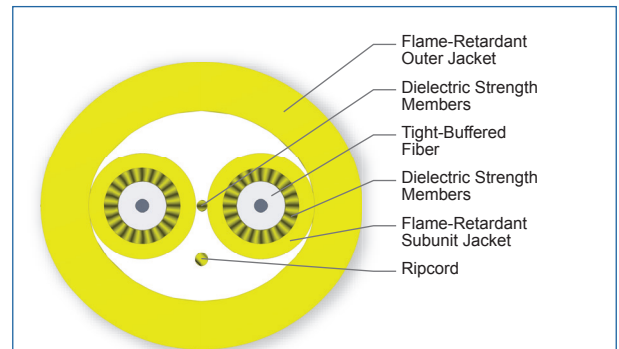 Flame-Retardant
Outer Jacket
Dielectric Strength
Members
Tight-Buffered
Fiber
Dielectric Strength
Members
Flame-Retardant
Subunit Jacket
Ripcord